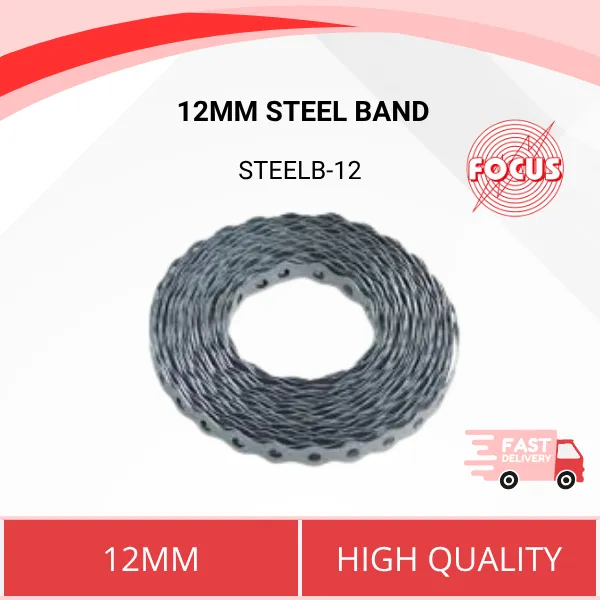 12MM STEEL BAND
STEELB-12
FOCUS
FAST
DELIVERY
12MM
HIGH QUALITY